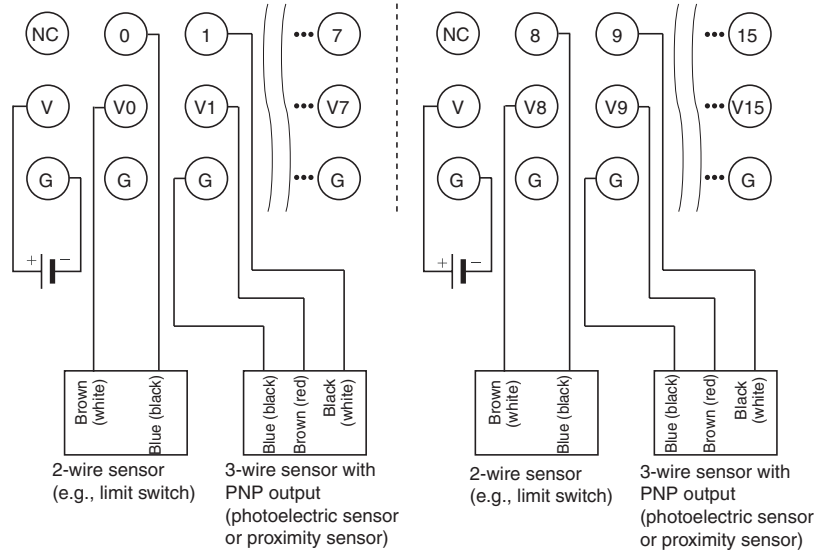 NC 0 1 ••• 7 NC 8 9 ••• 15
V V0 V1 ••• V7 V V8 V9 ••• V15
G G G ••• G G G G ••• G
+ − + −
Brown
(white)
Blue (black)
Blue (black)
Brown (red)
Black
(white)
Brown
(white)
Blue (black)
Blue (black)
Brown (red)
Black
(white)
2-wire sensor
(e.g., limit switch)
3-wire sensor with
PNP output
(photoelectric sensor
or proximity sensor)
2-wire sensor
(e.g., limit switch)
3-wire sensor with
PNP output
(photoelectric sensor
or proximity sensor)